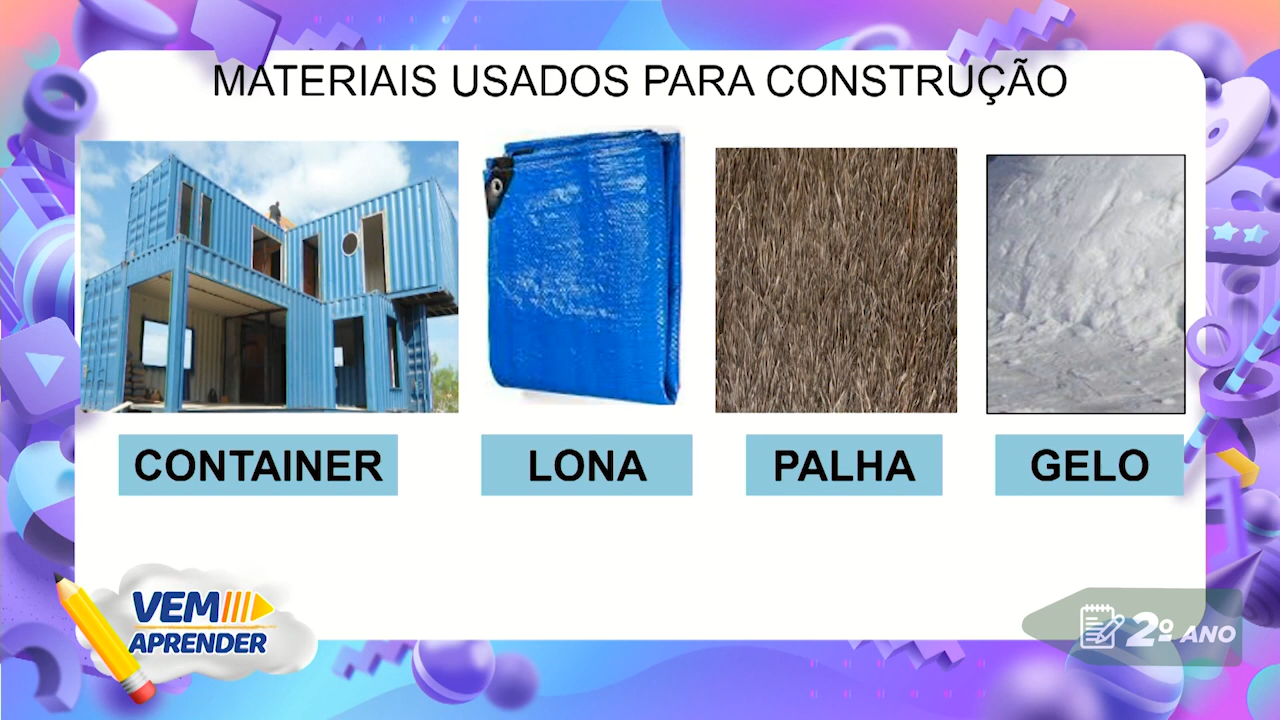 MATERIAIS USADOS PARA CONSTRUÇÃO
CONTAINER
LONA
PALHA
GELO
VEM
APRENDER
2º ANO